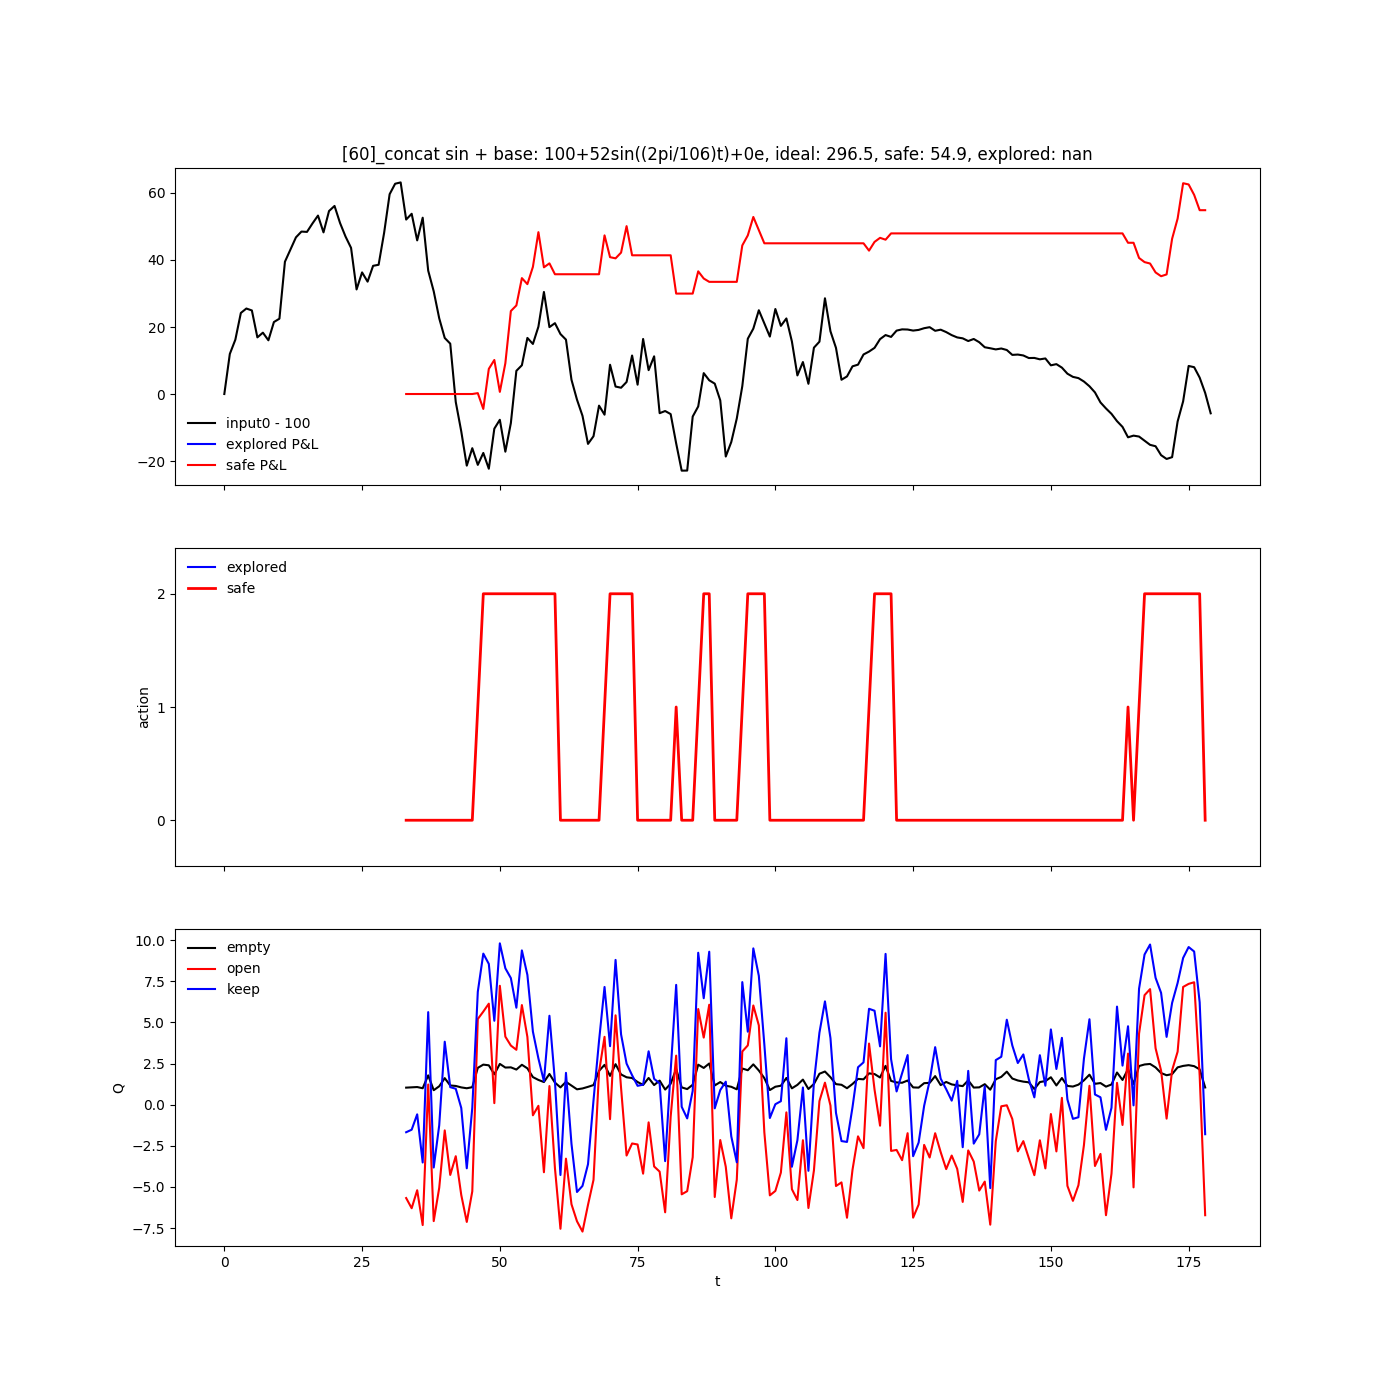 [60]_concat sin + base: 100+52sin((2pi/106)t)+0e, ideal: 296.5, safe: 54.9, explored: nan
60
40
20
0
−20
input0 - 100
explored P&L
safe P&L
2
1
0
action
explored
safe
10.0
7.5
5.0
2.5
0.0
−2.5
−5.0
−7.5
Q
empty
open
keep
0 25 50 75 100 125 150 175
t